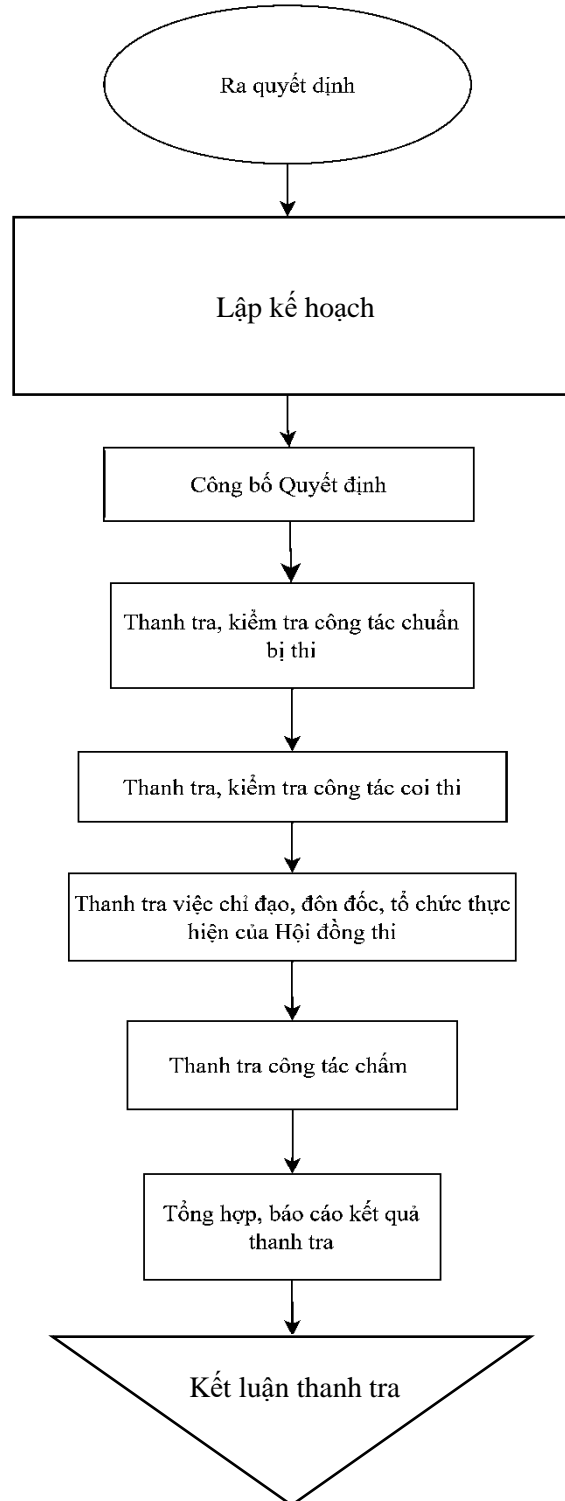 Ra quyết dịnh
Lập kế hoạch
Công bố Quyết định
Thanh tra, kiểm tra công tác chuẩn
bị thi
Thanh tra, kiểm tra công tác coi thi
Thanh tra việc chỉ đạo, đôn đốc, tổ chức thực
hiện của Hội đồng thi
Thanh tra công tác chấm
Tổng hợp, báo cáo kết quả
thanh tra
Kết luận thanh tra